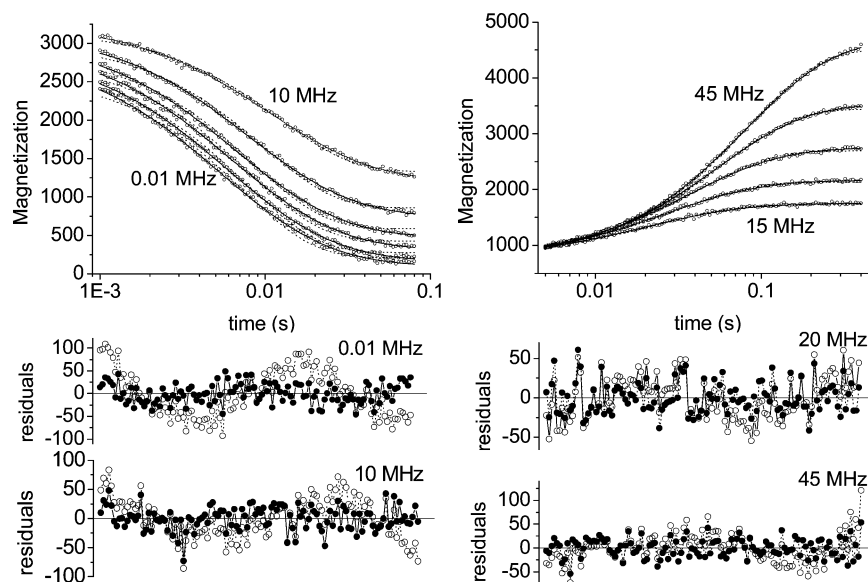 3000
2500
2000
1500
1000
500
0
Magnetization
10 MHz
0.01 MHz
1E-3
0.01
0.1
time (s)
5000
4000
3000
2000
1000
Magnetization
45 MHz
15 MHz
0.01
0.1
time (s)
100
50
0
-50
-100
residuals
0.01 MHz
100
50
0
-50
-100
residuals
10 MHz
50
0
-50
residuals
20 MHz
100
50
0
-50
residuals
45 MHz